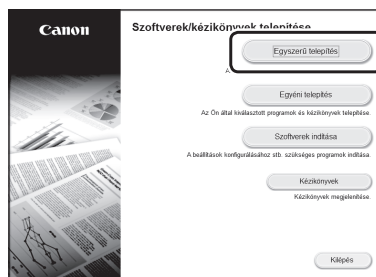 Canon
Szoftverek/kézikönyvek telepítése
Egyszerű telepítés
A
Egyéni telepítés
Az Ön által kiválasztott programok és kézikönyvek telepítése.
Szoftverek indítása
A beállítások konfigurálásához stb. szükséges programok indítása.
Kézikönyvek
Kézikönyvek megjelenítése.
Kilépés